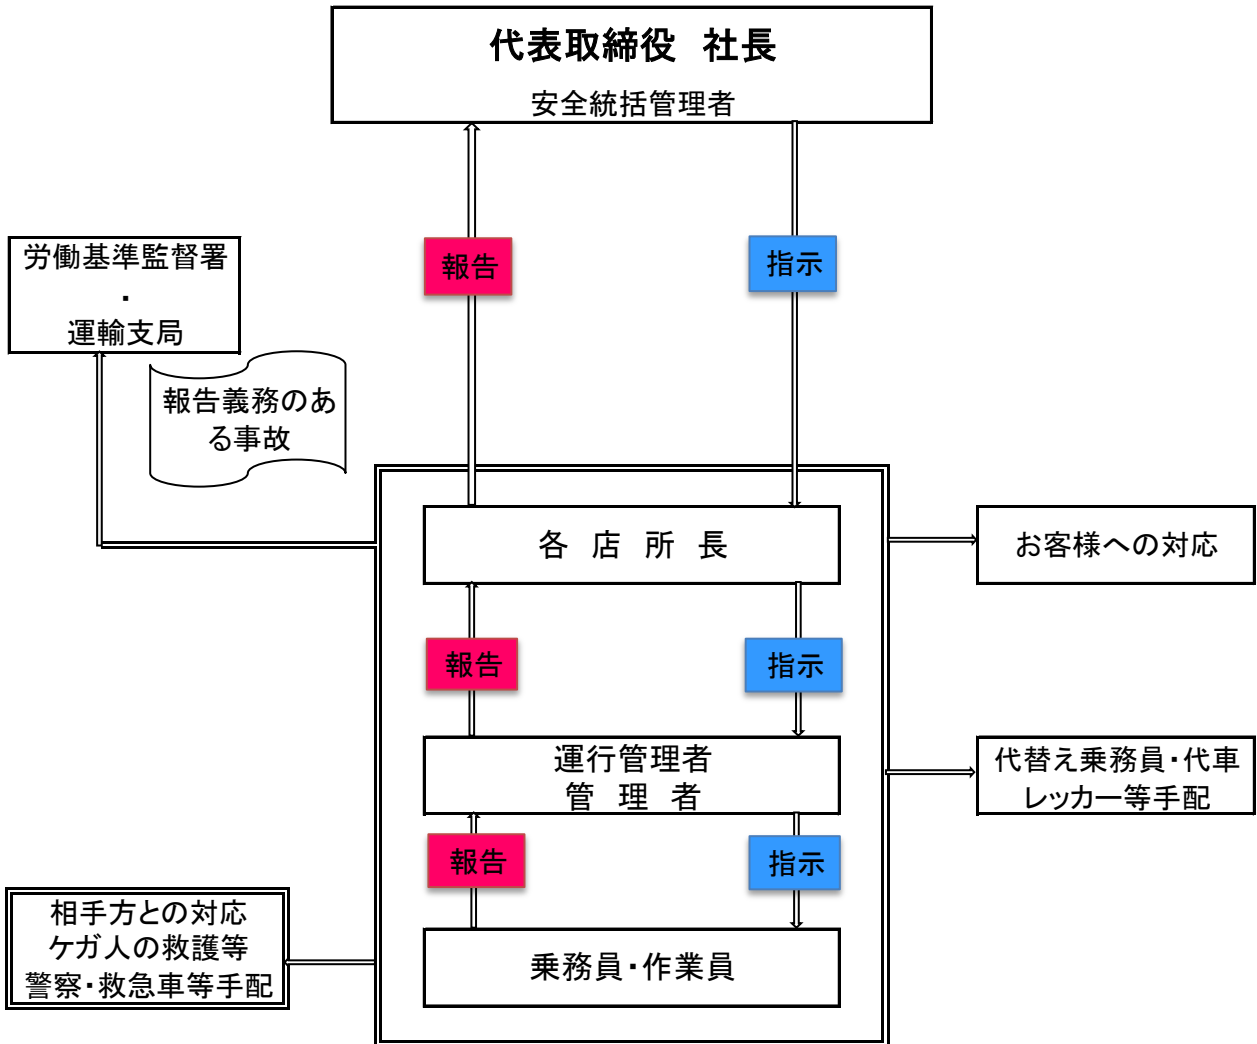 代表取締役 社長
安全統括管理者
報告
指示
労働基準監督署
・
運輸支局
報告義務のあ
る事故
各 店 所 長
お客様への対応
報告
指示
運行管理者
管 理 者
代替え乗務員・代車
レッカー等手配
報告
指示
相手方との対応
ケガ人の救護等
警察・救急車等手配
乗務員・作業員